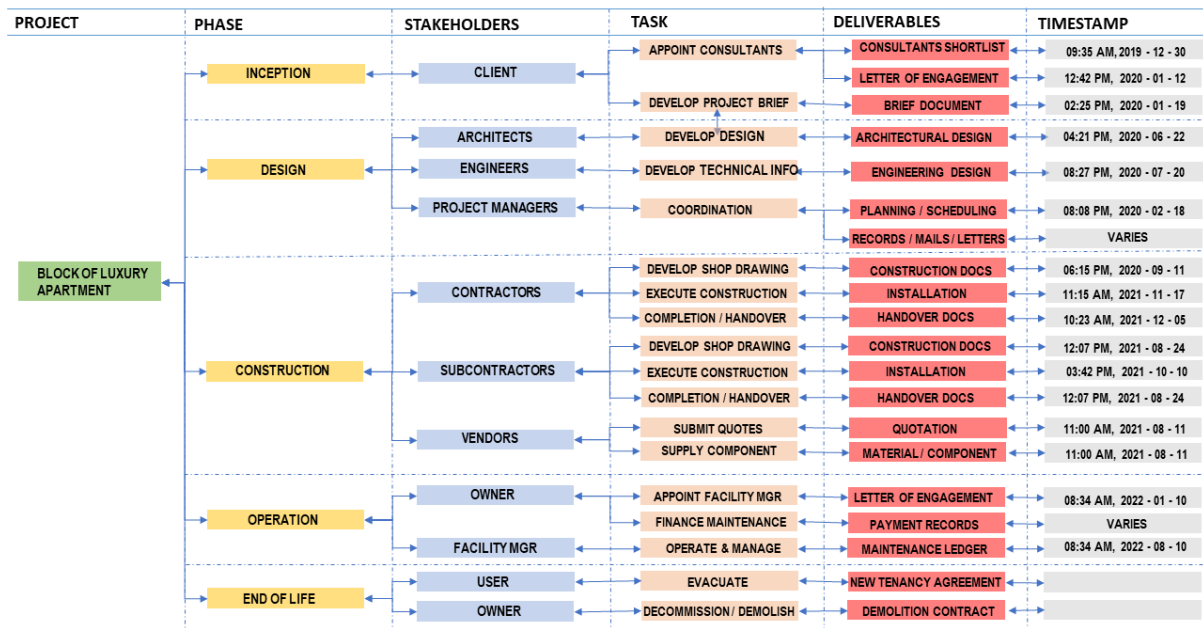 PROJECT PHASE STAKEHOLDERS TASK DELIVERABLES TIMESTAMP
APPOINT CONSULTANTS CONSULTANTS SHORTLIST 09:35 AM, 2019 - 12 - 30
INCEPTION CLIENT LETTER OF ENGAGEMENT 12:42 PM, 2020 - 01 - 12
DEVELOP PROJECT BRIEF BRIEF DOCUMENT 02:25 PM, 2020 - 01 - 19
ARCHITECTS DEVELOP DESIGN ARCHITECTURAL DESIGN 04:21 PM, 2020 - 06 - 22
DESIGN ENGINEERS DEVELOP TECHNICAL INFO ENGINEERING DESIGN 08:27 PM, 2020 - 07 - 20
PROJECT MANAGERS COORDINATION PLANNING / SCHEDULING 08:08 PM, 2020 - 02 - 18
RECORDS / MAILS / LETTERS VARIES
BLOCK OF LUXURY
APARTMENT
DEVELOP SHOP DRAWING CONSTRUCTION DOCS 06:15 PM, 2020 - 09 - 11
CONTRACTORS EXECUTE CONSTRUCTION INSTALLATION 11:15 AM, 2021 - 11 - 17
COMPLETION / HANDOVER HANDOVER DOCS 10:23 AM, 2021 - 12 - 05
DEVELOP SHOP DRAWING CONSTRUCTION DOCS 12:07 PM, 2021 - 08 - 24
CONSTRUCTION SUBCONTRACTORS EXECUTE CONSTRUCTION INSTALLATION 03:42 PM, 2021 - 10 - 10
COMPLETION / HANDOVER HANDOVER DOCS 12:07 PM, 2021 - 08 - 24
VENDORS SUBMIT QUOTES QUOTATION 11:00 AM, 2021 - 08 - 11
SUPPLY COMPONENT MATERIAL / COMPONENT 11:00 AM, 2021 - 08 - 11
OWNER APPOINT FACILITY MGR LETTER OF ENGAGEMENT 08:34 AM, 2022 - 01 - 10
OPERATION FINANCE MAINTENANCE PAYMENT RECORDS VARIES
FACILITY MGR OPERATE & MANAGE MAINTENANCE LEDGER 08:34 AM, 2022 - 08 - 10
USER EVACUATE NEW TENANCY AGREEMENT
END OF LIFE OWNER DECOMMISSION / DEMOLISH DEMOLITION CONTRACT